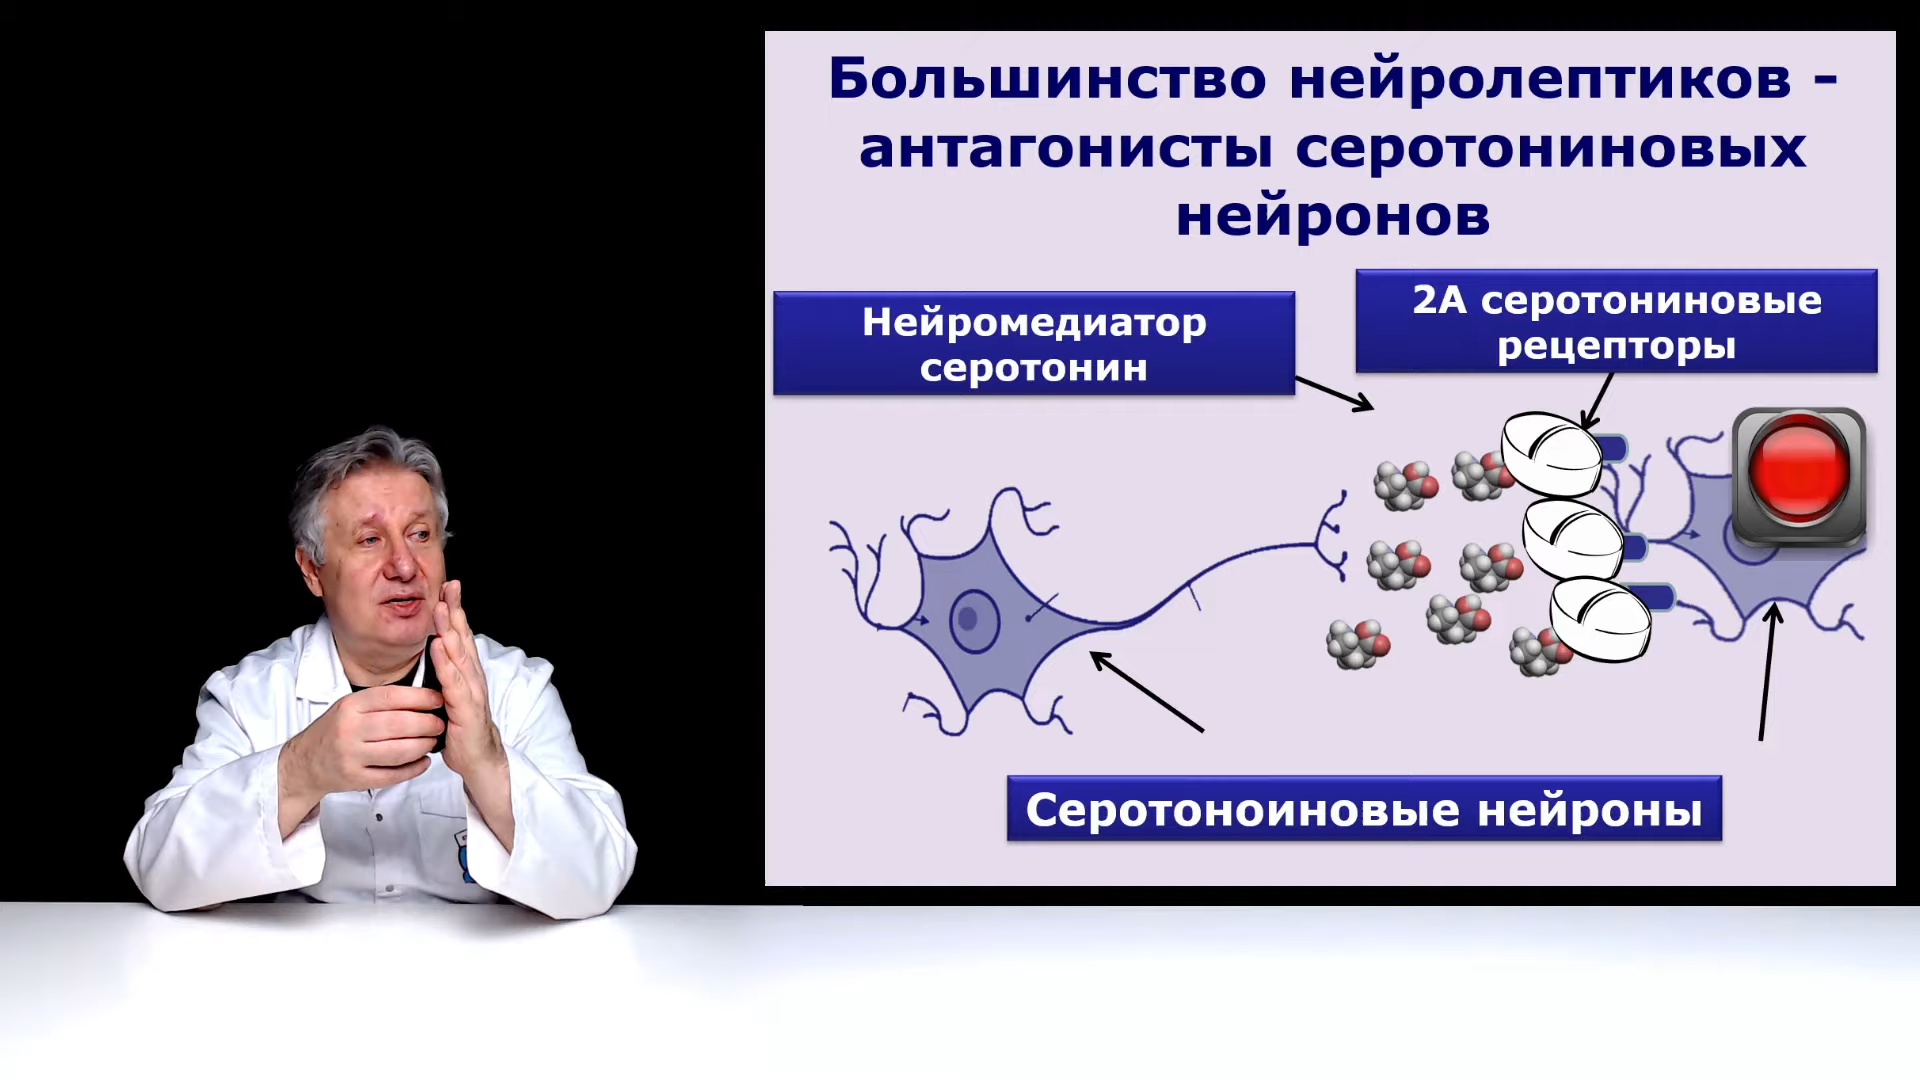 Большинство нейролептиков -
антагонисты серотониновых
нейронов
Нейромедиатор
серотонин
2А серотониновые
рецепторы
Серотоноиновые нейроны